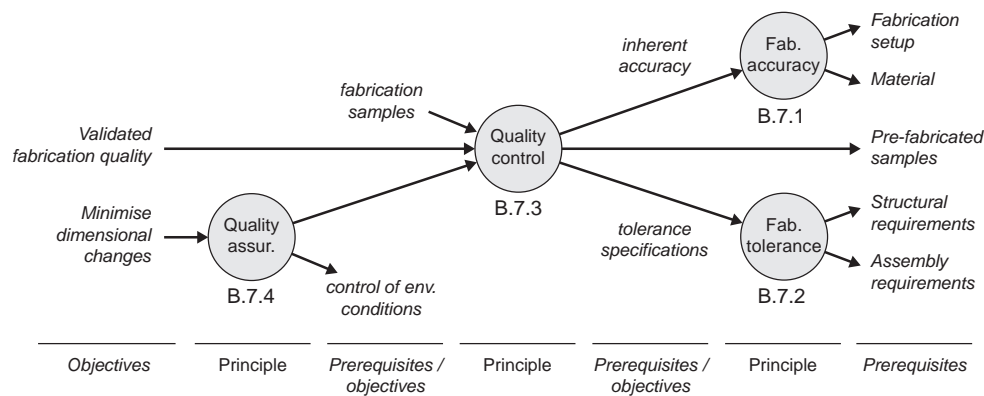 Fabrication
setup
Fab.
accuracy
inherent
accuracy
Material
B.7.1
fabrication
samples
Validated
fabrication quality
Quality
control
Pre-fabricated
samples
B.7.3
Minimise
dimensional
changes
Quality
assur.
tolerance
specifications
Fab.
tolerance
Structural
requirements
Assembly
requirements
B.7.4
control of env.
conditions
B.7.2
Objectives
Principle
Prerequisites /
objectives
Principle
Prerequisites /
objectives
Principle
Prerequisites